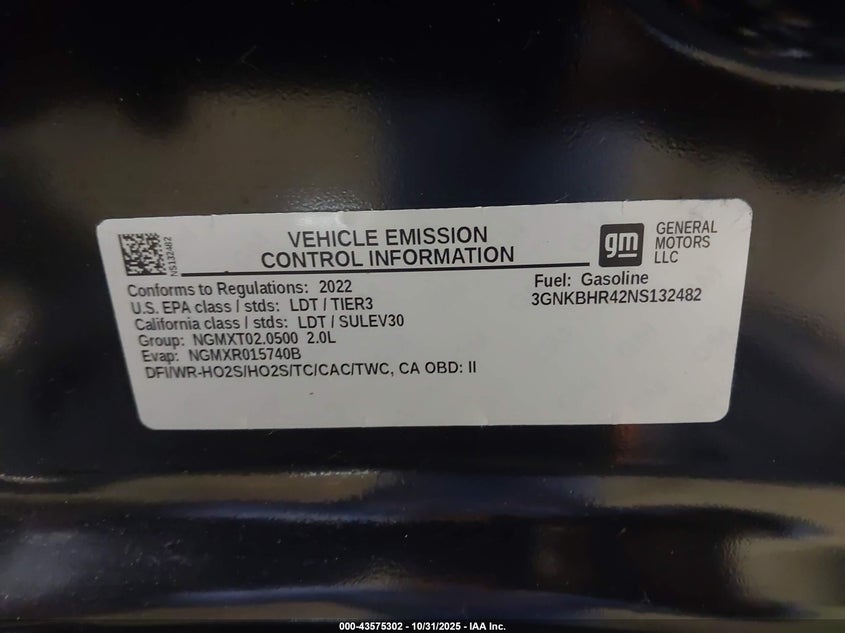 NS132482
VEHICLE EMISSION
CONTROL INFORMATION
gm
GENERAL
MOTORS
LLC
Conforms to Regulations: 2022
U.S. EPA class / stds: LDT / TIER3
California class / stds: LDT / SULEV30
Group: NGMXT02.0500 2.0L
Evap: NGMXR015740B
DFI/WR-HO2S/HO2S/TC/CAC/TWC, CA OBD: II
Fuel: Gasoline
3GNKBHR42NS132482
000-43575302 - 10/31/2025 - IAA Inc.